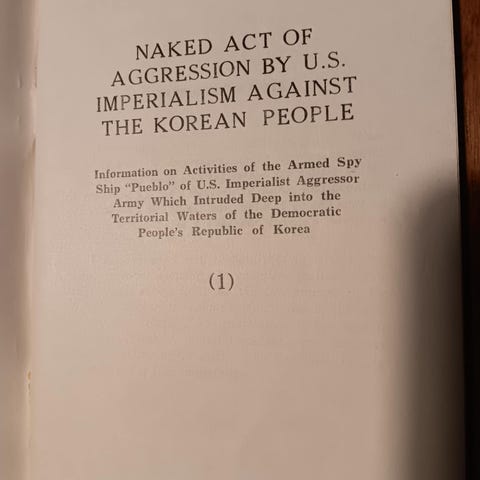 NAKED ACT OF
AGGRESSION BY U.S.
IMPERIALISM AGAINST
THE KOREAN PEOPLE
Information on Activities of the Armed Spy
Ship "Pueblo" of U.S. Imperialist Aggressor
Army Which Intruded Deep into the
Territorial Waters of the Democratic
People's Republic of Korea
(1)